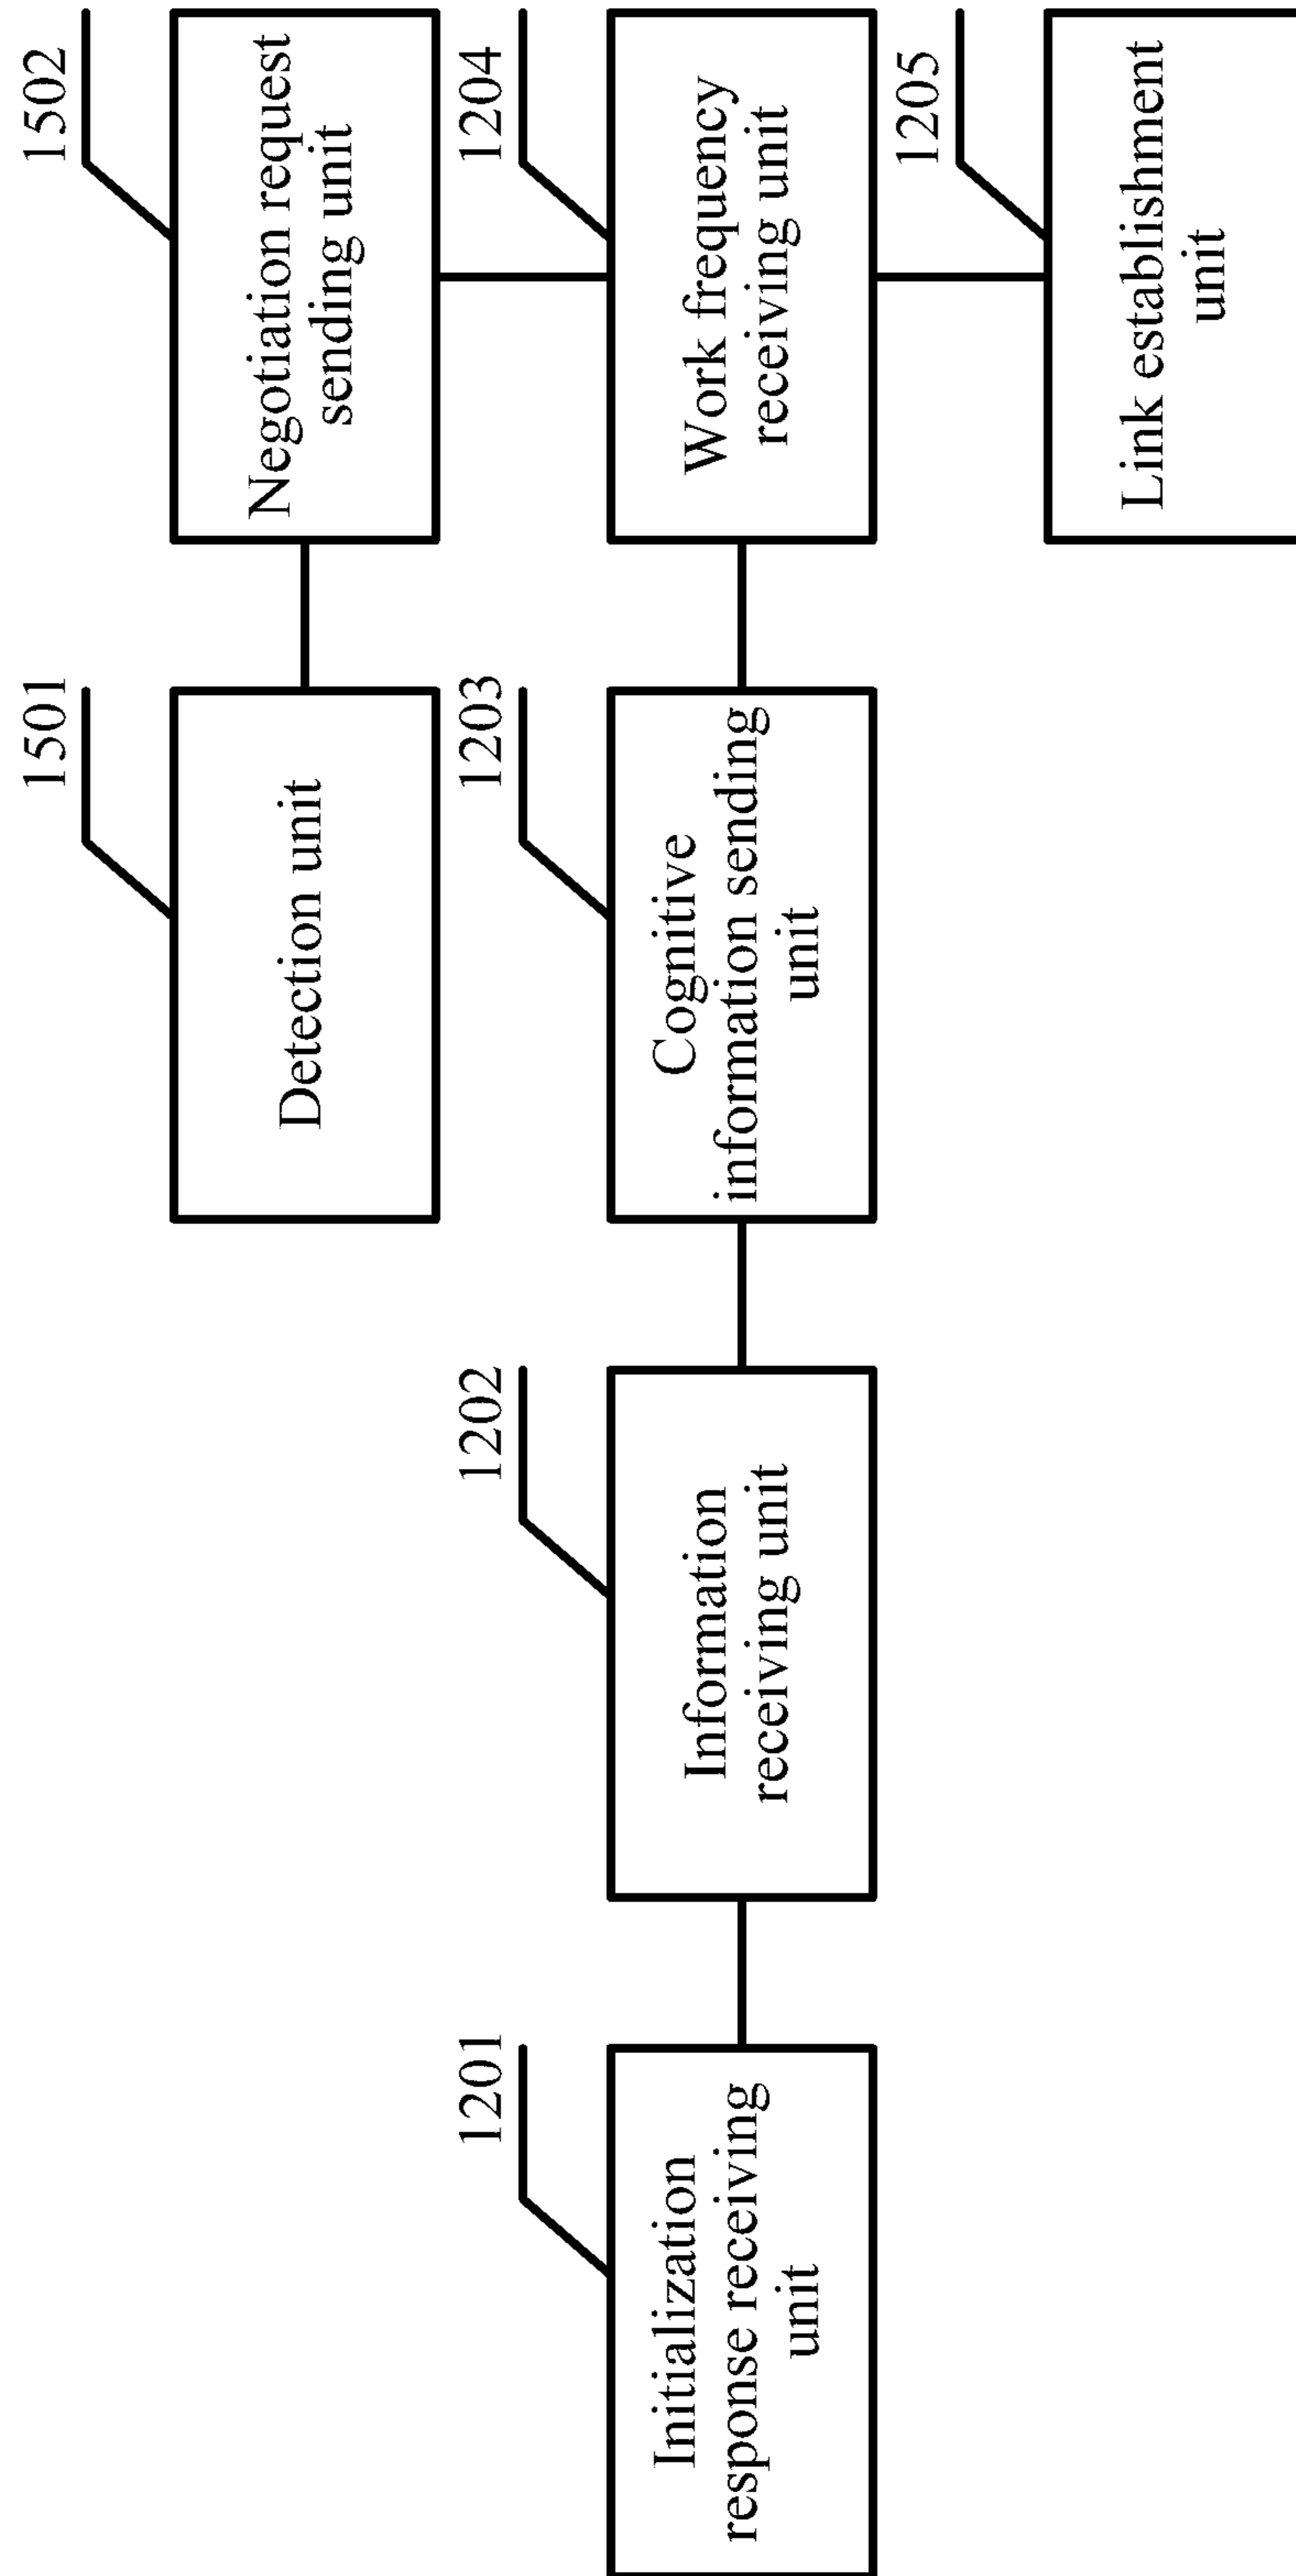 1501
Detection unit
1502
Negotiation request
sending unit
1201
Initialization
response receiving
unit
1202
Information
receiving unit
1203
Cognitive
information sending
unit
1204
Work frequency
receiving unit
1205
Link establishment
unit